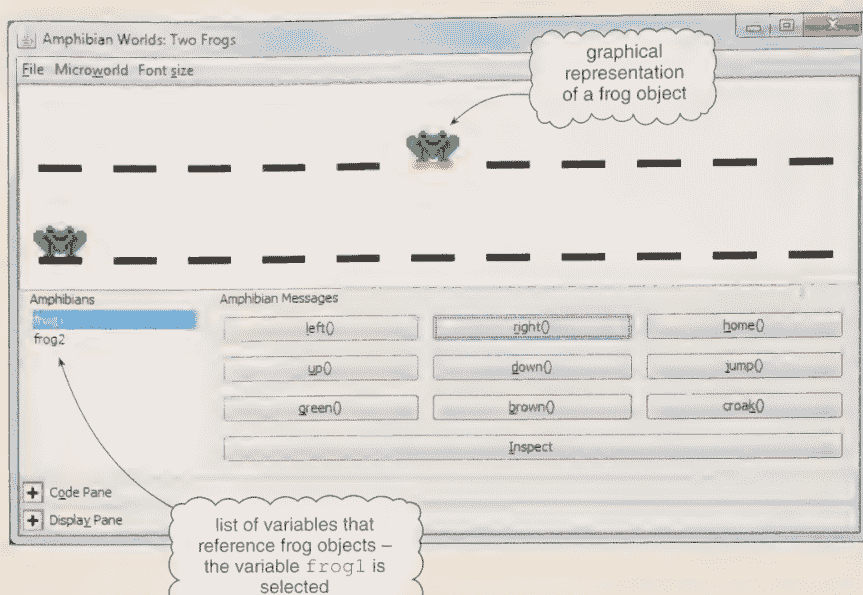 Amphibian Worlds: Two Frogs
File Microworld Font size
graphical
representation
of a frog object
Amphibians
frog1
frog2
Amphibian Messages
left()
right()
home()
up()
down()
jump()
green()
brown()
croak()
Inspect
Code Pane
Display Pane
list of variables that
reference frog objects –
the variable frog1 is
selected